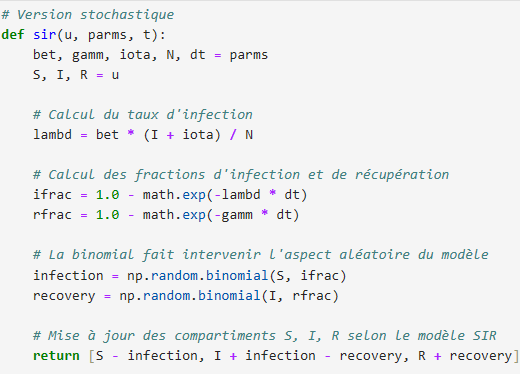 # Version stochastique
def sir(u, parms, t):
    bet, gamm, iota, N, dt = parms
    S, I, R = u
    # Calcul du taux d'infection
    lambd = bet * (I + iota) / N
    # Calcul des fractions d'infection et de récupération
    ifrac = 1.0 - math.exp(-lambd * dt)
    rfrac = 1.0 - math.exp(-gamm * dt)
    # La binomial fait intervenir l'aspect aléatoire du modèle
    infection = np.random.binomial(S, ifrac)
    recovery = np.random.binomial(I, rfrac)
    # Mise à jour des compartiments S, I, R selon le modèle SIR
    return [S - infection, I + infection - recovery, R + recovery]